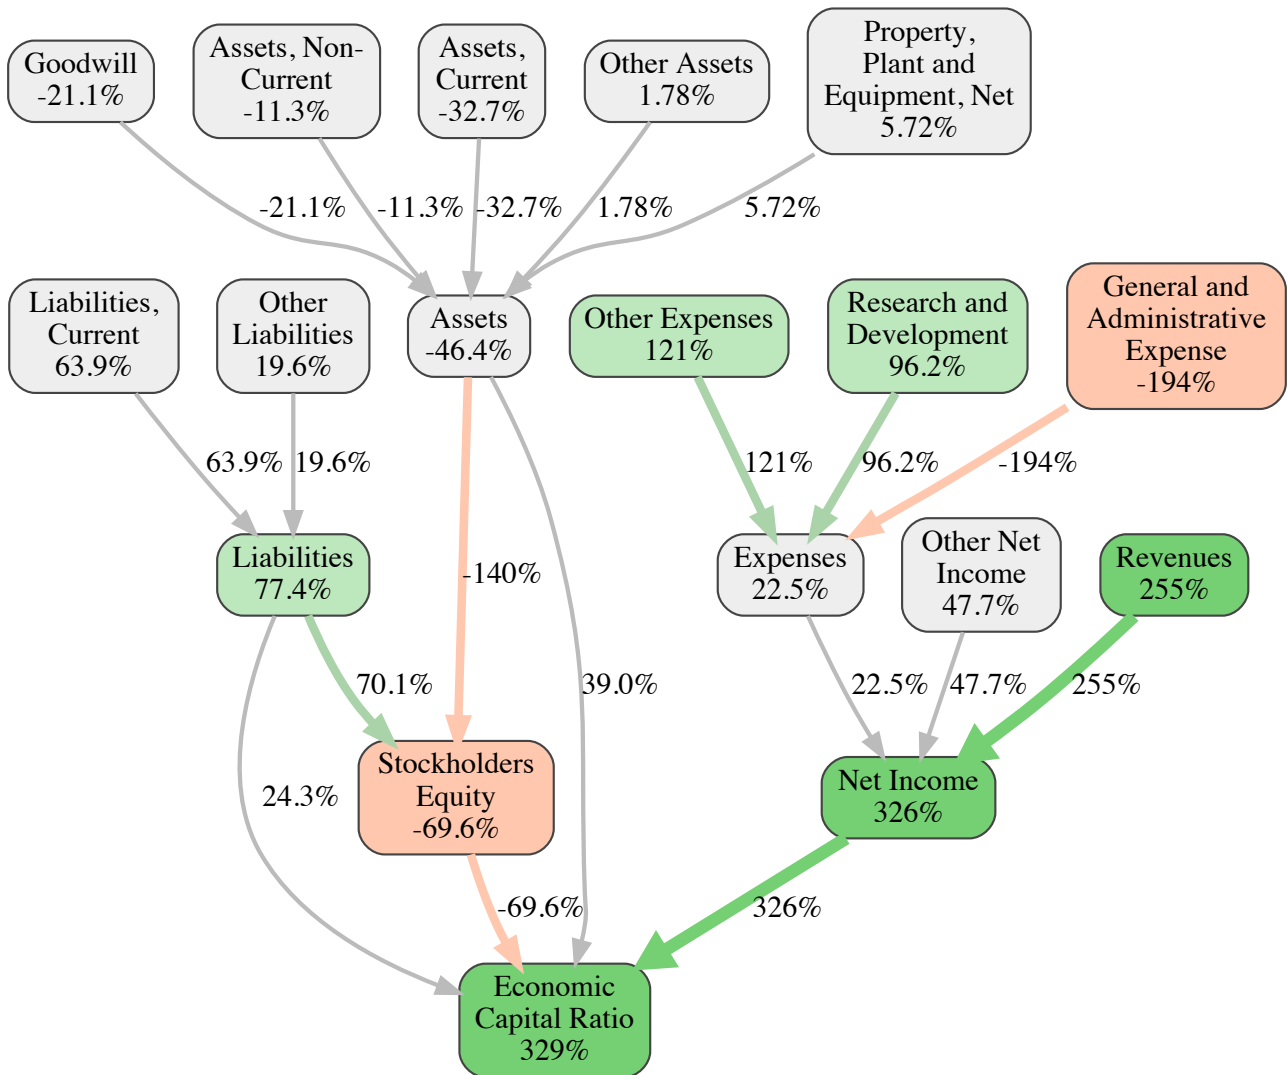 Goodwill
-21.1%
Assets, Non-
Current
-11.3%
Assets,
Current
-32.7%
Other Assets
1.78%
Property,
Plant and
Equipment, Net
5.72%
-21.1%
-11.3%
-32.7%
1.78%
5.72%
Liabilities,
Current
63.9%
Other
Liabilities
19.6%
Assets
-46.4%
Other Expenses
121%
Research and
Development
96.2%
General and
Administrative
Expense
-194%
63.9%
19.6%
121%
96.2%
-194%
Liabilities
77.4%
-140%
Expenses
22.5%
Other Net
Income
47.7%
Revenues
255%
70.1%
39.0%
22.5%
47.7%
255%
24.3%
Stockholders
Equity
-69.6%
Net Income
326%
-69.6%
326%
Economic
Capital Ratio
329%